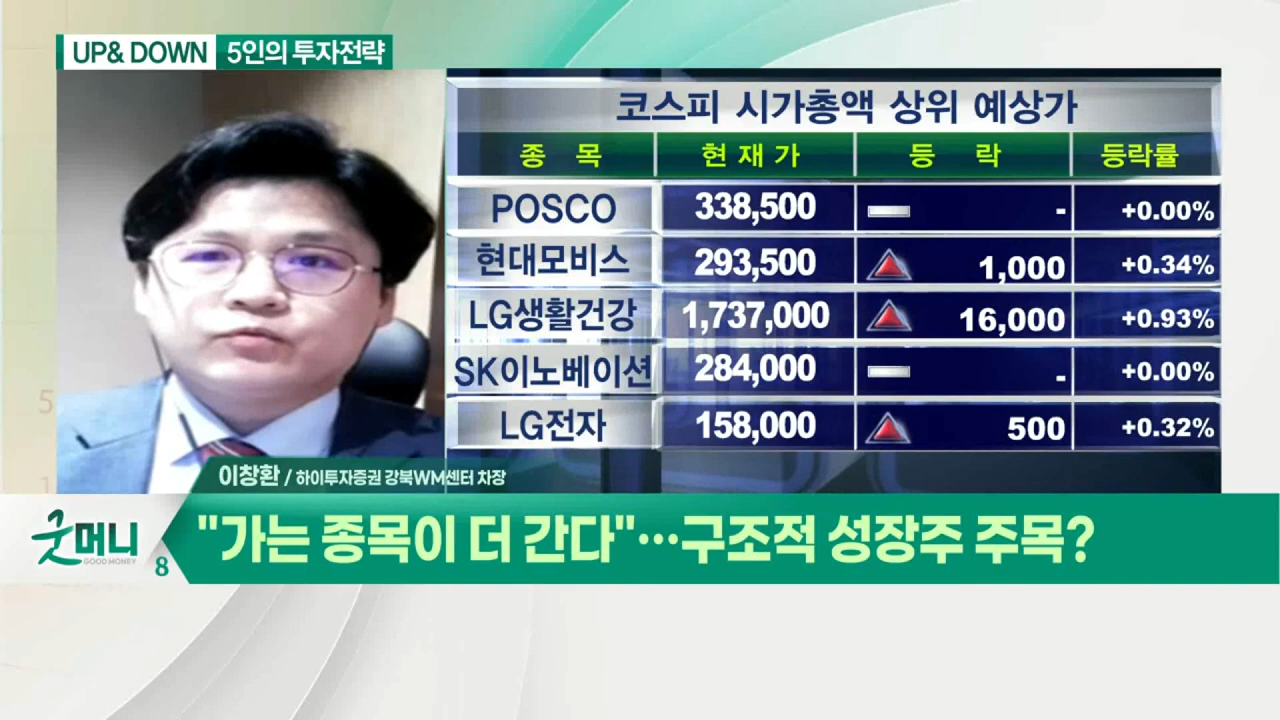 UP& DOWN 5인의 투자전략
코스피 시가총액 상위 예상가
종 목 현 재 가 등 락 등락률
POSCO 338,500 - +0.00%
현대모비스 293,500 1,000 +0.34%
LG생활건강 1,737,000 16,000 +0.93%
SK이노베이션 284,000 - +0.00%
LG전자 158,000 500 +0.32%
이창환 / 하이투자증권 강북WM센터 차장
굿머니 GOOD MONEY 8
"가는 종목이 더 간다"…구조적 성장주 주목?
5
1